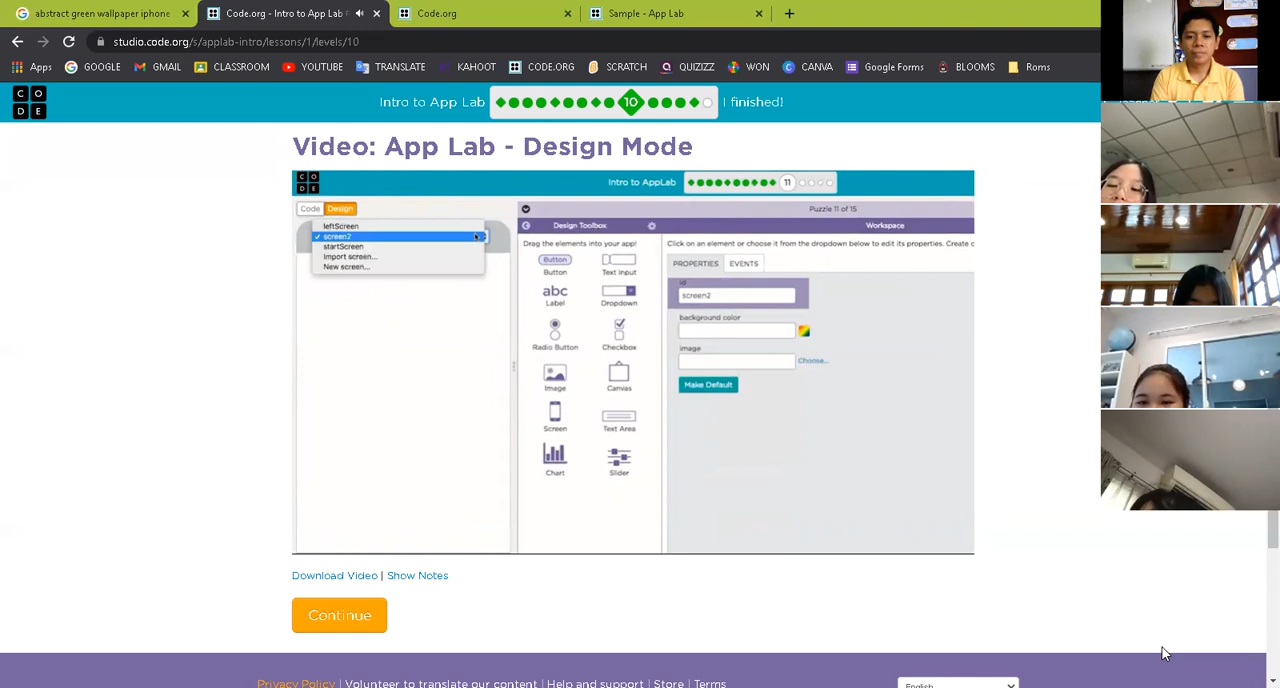 abstract green wallpaper iphone
Code.org - Intro to App Lab
Code.org
Sample - App Lab
studio.code.org/s/applab-intro/lessons/1/levels/10
Apps GOOGLE GMAIL CLASSROOM YOUTUBE TRANSLATE KAHOOT CODE.ORG SCRATCH QUIZIZZ WON CANVA Google Forms BLOOMS Roms
C O
D E
Intro to App Lab
10
I finished!
Video: App Lab - Design Mode
C O
D E
Intro to AppLab
11
Code Design
Puzzle 11 of 15
leftScreen
screen2
startScreen
Import screen...
New screen...
Design Toolbox
Workspace
Drag the elements into your app!
Click on an element or choose it from the dropdown below to edit its properties. Create c
Button
Button
Text Input
abc
Label
Dropdown
Radio Button
Checkbox
Image
Canvas
Screen
Text Area
Chart
Slider
PROPERTIES EVENTS
id
screen2
background color
image
Choose...
Make Default
Download Video | Show Notes
Continue
Privacy Policy | Volunteer to translate our content | Help and support | Store | Terms
English